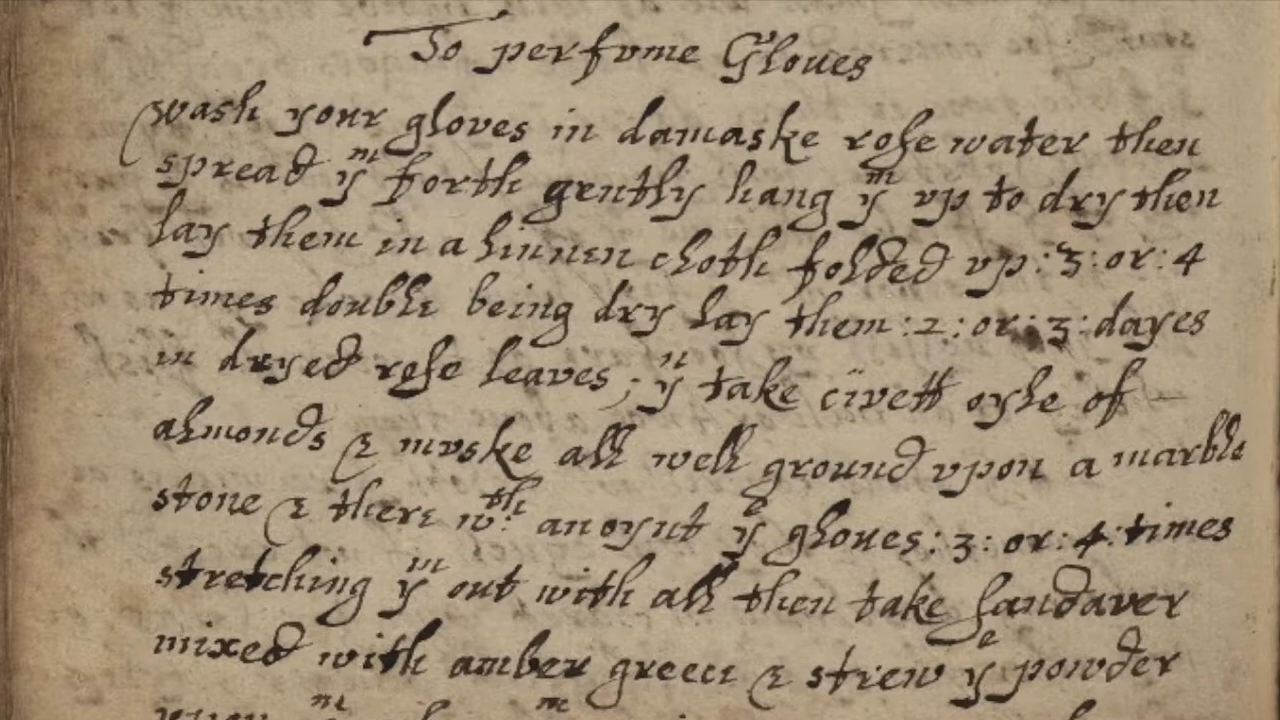 To perfvme Gloues
wash your gloves in damaske rose water then
spread yᵐ forth gently hang yᵐ vp to dry then
lay them in a linnen cloth folded vp: 3: or: 4
times double being dry lay them: 2: or: 3: dayes
in dryed rose leaves; yⁿ take civett oyle of
almonds & mvske all well ground vpon a marble
stone & there wᵗʰ: anoynt yᵉ gloues: 3: or: 4: times
stretching yᵐ out with all then take sandaver
mixed with amber greece & strew yᵉ powder